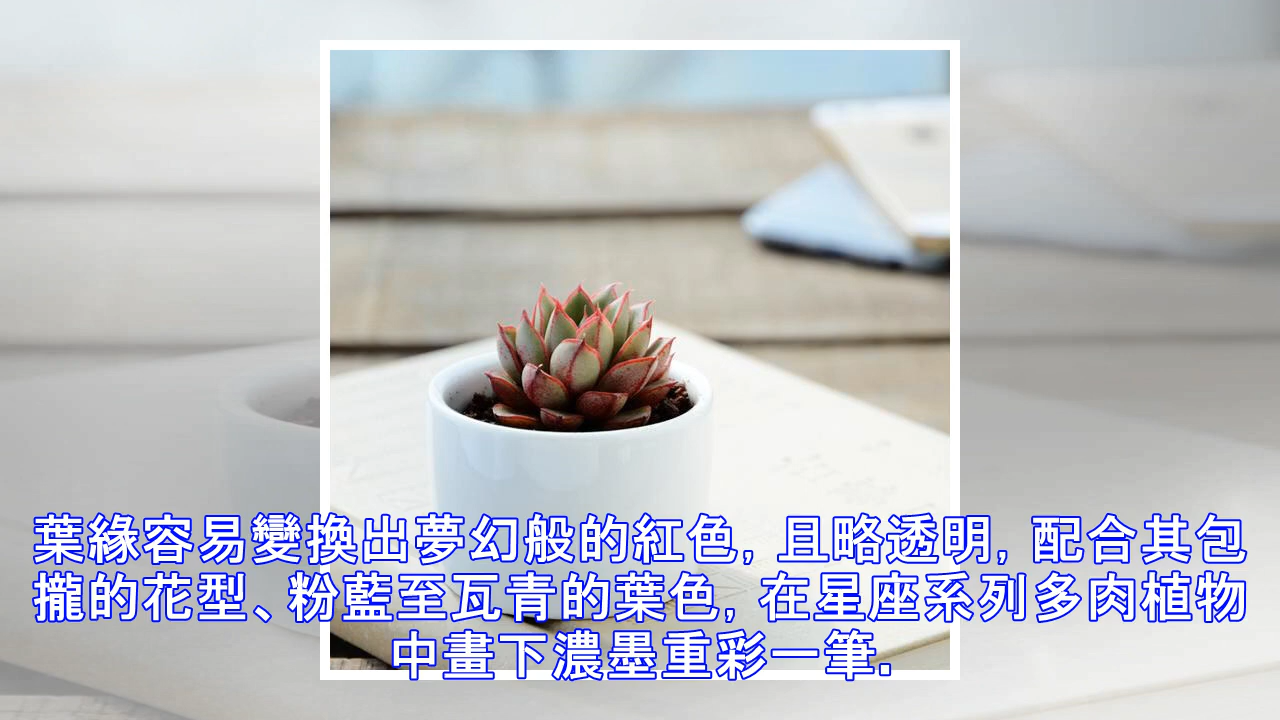 葉緣容易變換出夢幻般的紅色, 且略透明, 配合其包
攏的花型、粉藍至瓦青的葉色, 在星座系列多肉植物
中畫下濃墨重彩一筆.